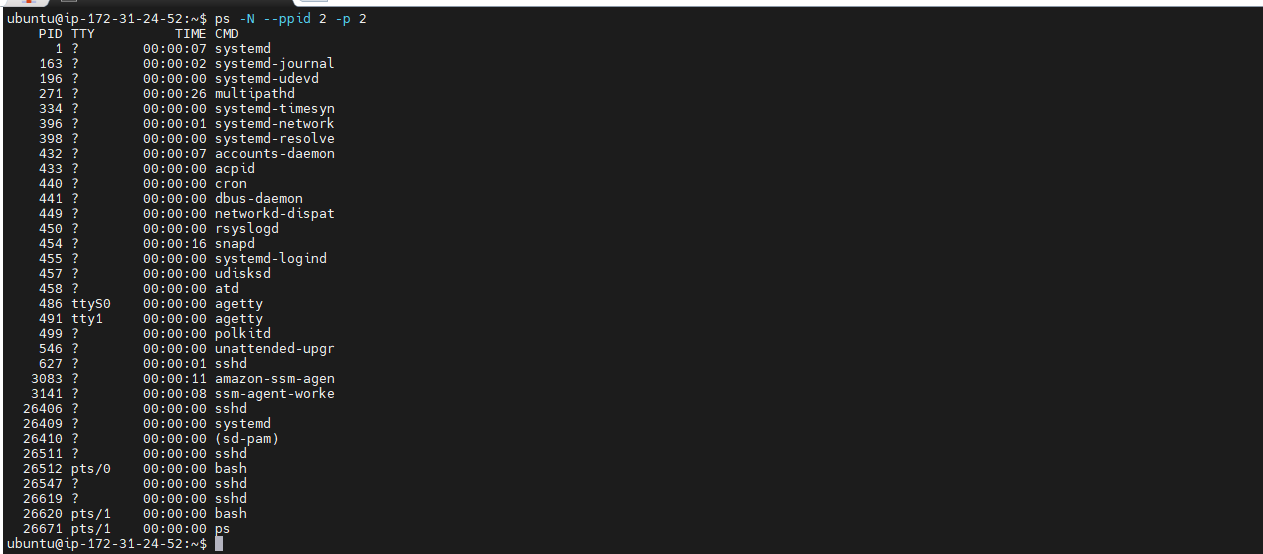 ubuntu@ip-172-31-24-52:~$ ps -N --ppid 2 -p 2
    PID TTY          TIME CMD
      1 ?        00:00:07 systemd
    163 ?        00:00:02 systemd-journal
    196 ?        00:00:00 systemd-udevd
    271 ?        00:00:26 multipathd
    334 ?        00:00:00 systemd-timesyn
    396 ?        00:00:01 systemd-network
    398 ?        00:00:00 systemd-resolve
    432 ?        00:00:07 accounts-daemon
    433 ?        00:00:00 acpid
    440 ?        00:00:00 cron
    441 ?        00:00:00 dbus-daemon
    449 ?        00:00:00 networkd-dispat
    450 ?        00:00:00 rsyslogd
    454 ?        00:00:16 snapd
    455 ?        00:00:00 systemd-logind
    457 ?        00:00:00 udisksd
    458 ?        00:00:00 atd
    486 ttyS0    00:00:00 agetty
    491 tty1     00:00:00 agetty
    499 ?        00:00:00 polkitd
    546 ?        00:00:00 unattended-upgr
    627 ?        00:00:01 sshd
   3083 ?        00:00:11 amazon-ssm-agen
   3141 ?        00:00:08 ssm-agent-worke
  26406 ?        00:00:00 sshd
  26409 ?        00:00:00 systemd
  26410 ?        00:00:00 (sd-pam)
  26511 ?        00:00:00 sshd
  26512 pts/0    00:00:00 bash
  26547 ?        00:00:00 sshd
  26619 ?        00:00:00 sshd
  26620 pts/1    00:00:00 bash
  26671 pts/1    00:00:00 ps
ubuntu@ip-172-31-24-52:~$